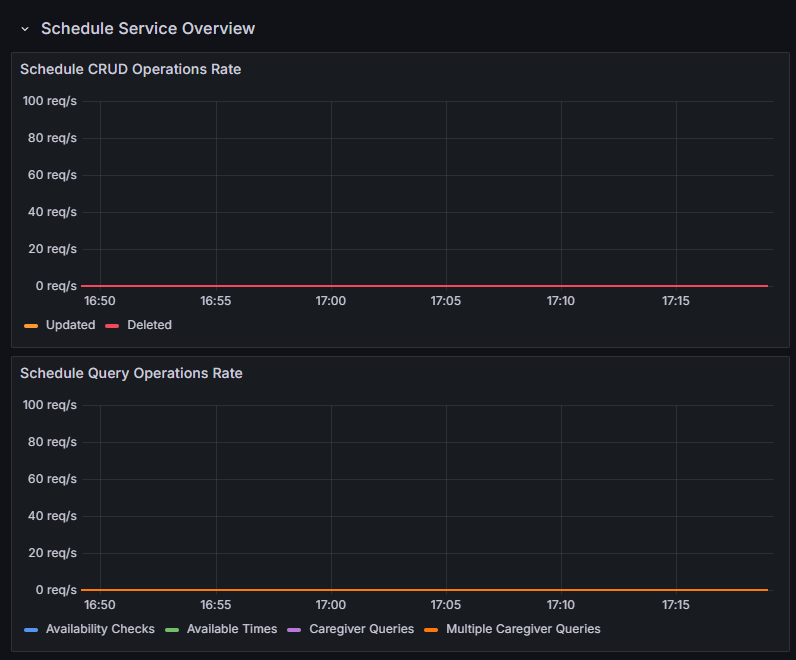 Schedule Service Overview
Schedule CRUD Operations Rate
100 req/s
80 req/s
60 req/s
40 req/s
20 req/s
0 req/s
16:50 16:55 17:00 17:05 17:10 17:15
Updated Deleted
Schedule Query Operations Rate
100 req/s
80 req/s
60 req/s
40 req/s
20 req/s
0 req/s
16:50 16:55 17:00 17:05 17:10 17:15
Availability Checks Available Times Caregiver Queries Multiple Caregiver Queries